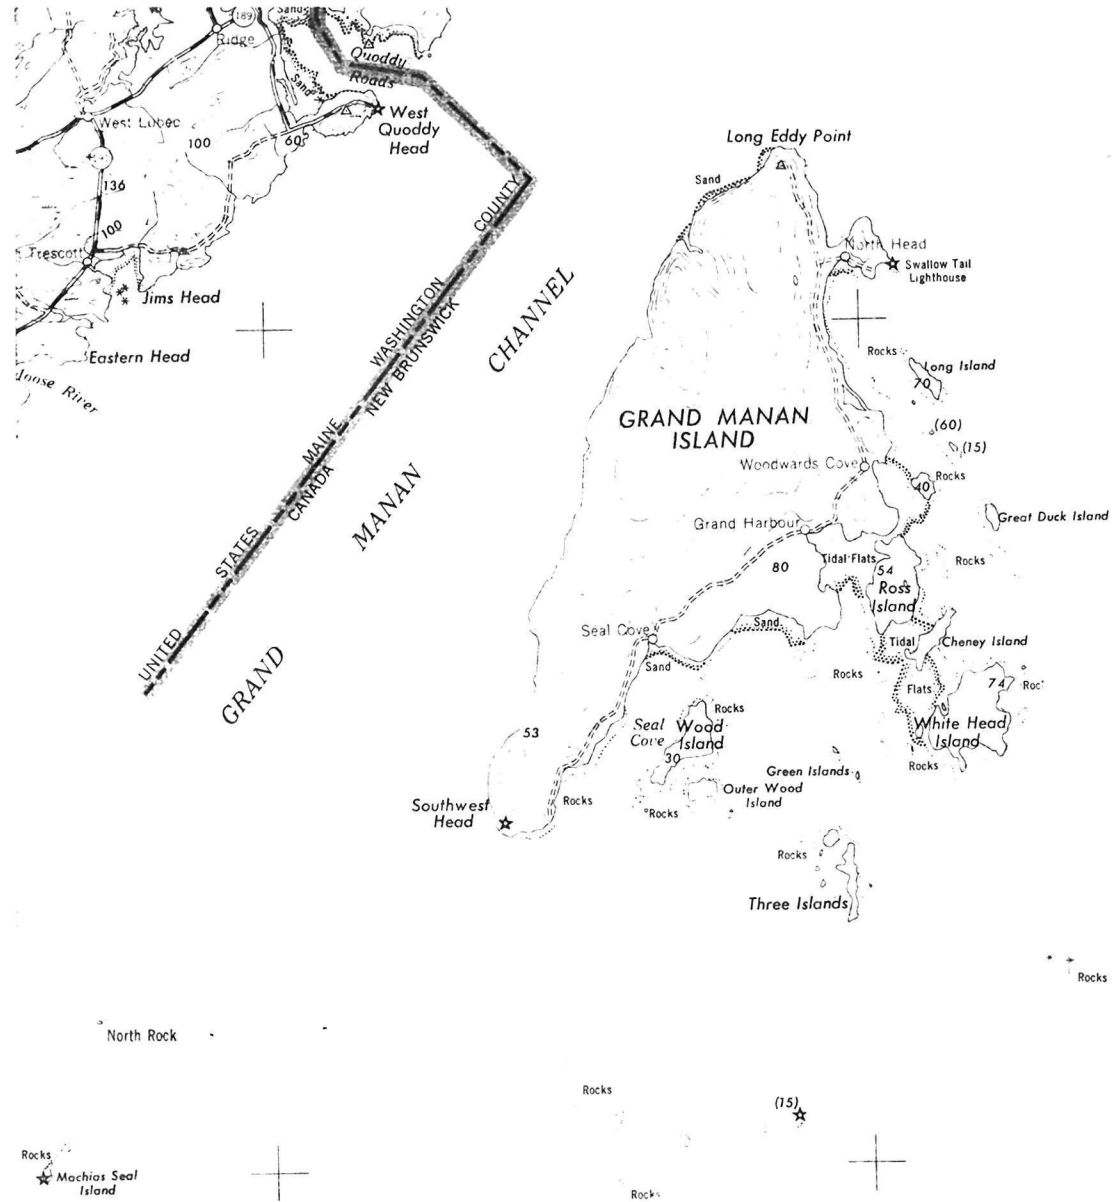 189
Sand
Ridge
Quoddy
Roads
Sand
West Lubec
100
60
West
Quoddy
Head
Long Eddy Point
Sand
136
100
Trescott
COUNTY
North Head
Swallow Tail
Lighthouse
Jims Head
WASHINGTON
NEW BRUNSWICK
CHANNEL
Eastern Head
River
Rocks
Long Island
70
GRAND MANAN
ISLAND
(60)
(15)
MAINE
CANADA
MANAN
Woodwards Cove
Rocks
40
Great Duck Island
Grand Harbour
STATES
Tidal Flats
80
54
Rocks
Ross
Island
Sand
Seal Cove
Sand
Tidal
Cheney Island
UNITED
GRAND
Rocks
Flats
74
Rocks
53
Seal
Cove
Wood
Island
30
White Head
Island
Rocks
Green Islands
Outer Wood
Island
Southwest
Head
Rocks
Rocks
Rocks
Three Islands
Rocks
North Rock
Rocks
(15)
Rocks
Machias Seal
Island
Rocks